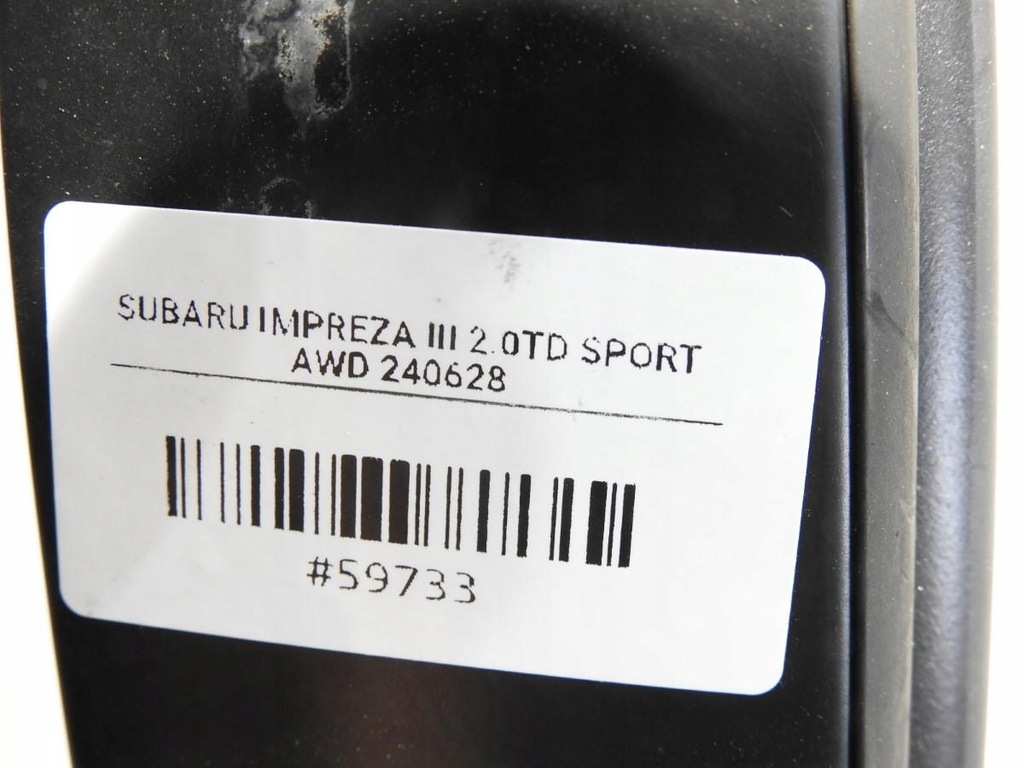 SUBARU IMPREZA III 2.0TD SPORT
AWD 240628
#59733